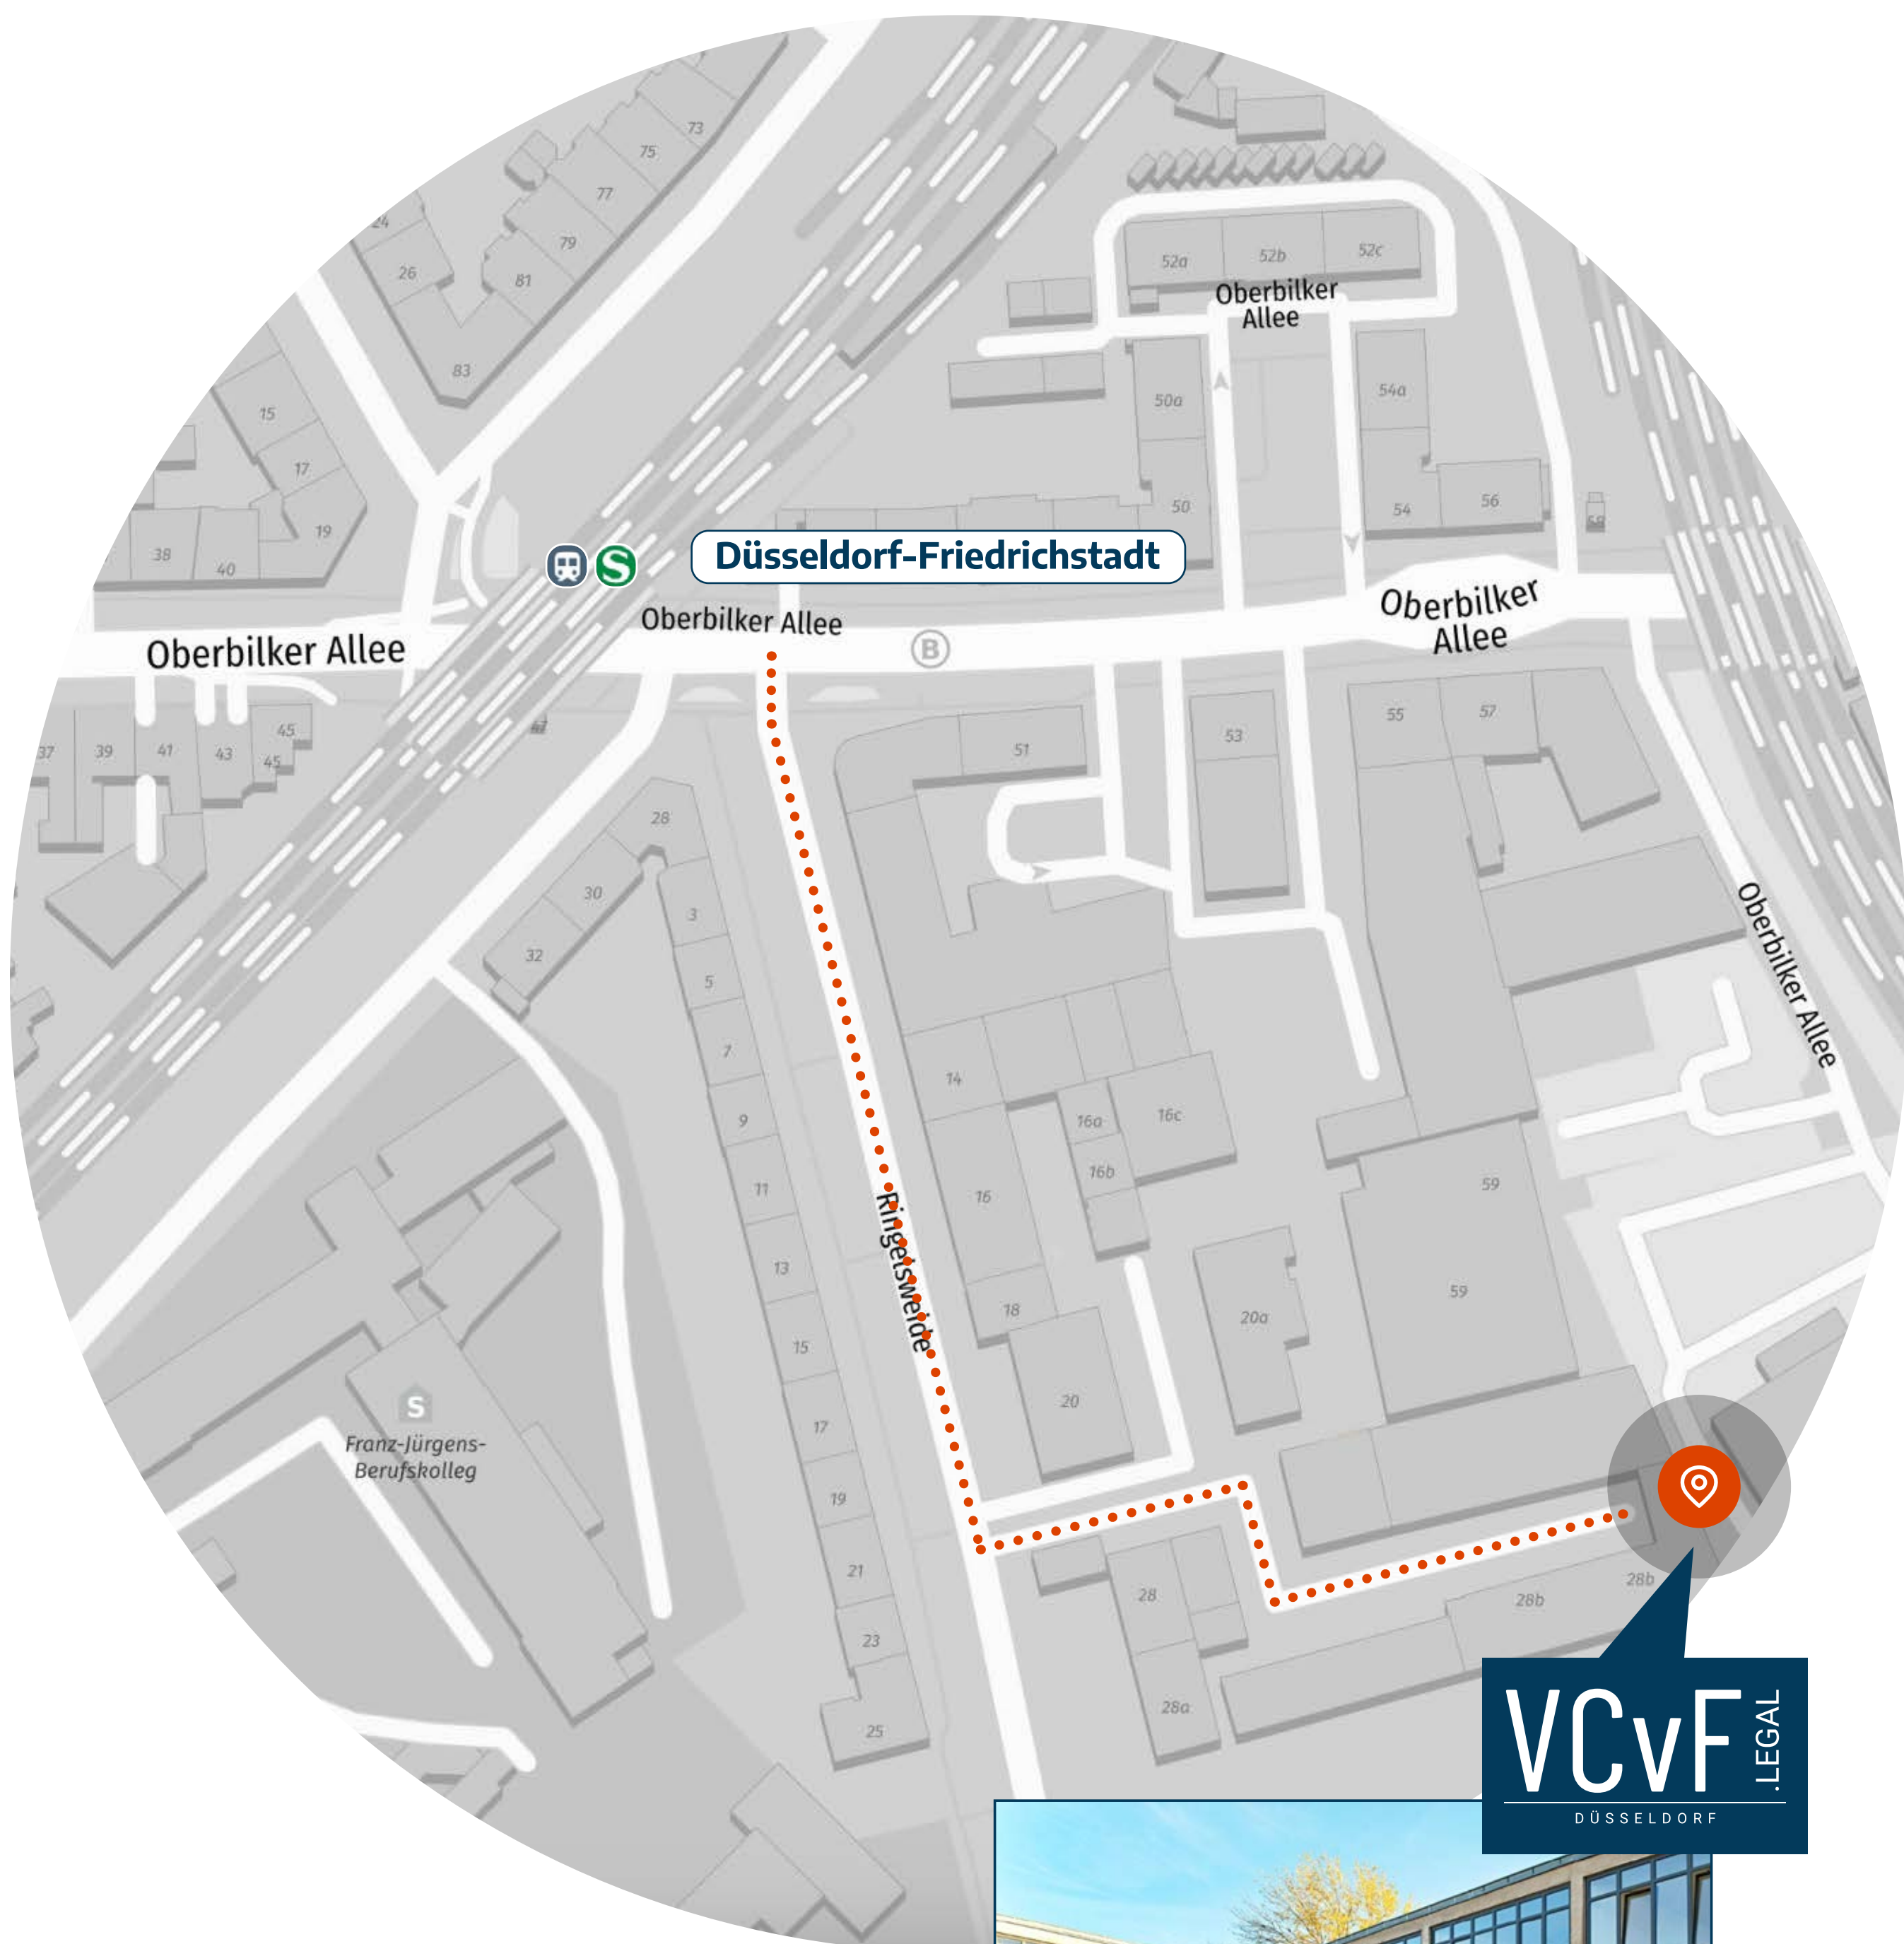 73
75
77
79
81
83
24
26
15
17
19
38
40
52a
52b
52c
Oberbilker
Allee
50a
54a
50
54
56
58
Düsseldorf-Friedrichstadt
S
Oberbilker Allee
Oberbilker Allee
B
Oberbilker
Allee
37
39
41
43
45
45
47
51
53
55
57
28
30
32
3
5
7
9
11
13
15
17
19
21
23
25
Oberbilker Allee
14
16
16a
16b
16c
18
20
20a
59
59
Ringelsweide
S
Franz-Jürgens-
Berufskolleg
28
28a
28b
28b
VCvF
.LEGAL
DÜSSELDORF